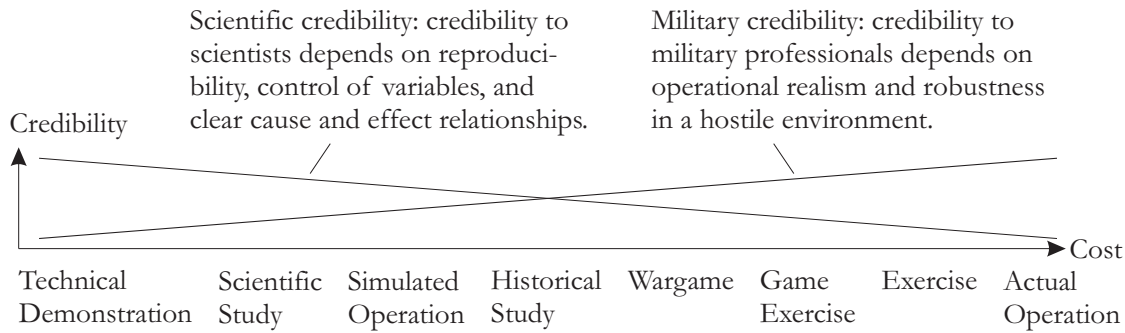 Scientific credibility: credibility to
scientists depends on reproduci-
bility, control of variables, and
clear cause and effect relationships.
Military credibility: credibility to
military professionals depends on
operational realism and robustness
in a hostile environment.
Credibility
Cost
Technical
Demonstration
Scientific
Study
Simulated
Operation
Historical
Study
Wargame
Game
Exercise
Exercise
Actual
Operation